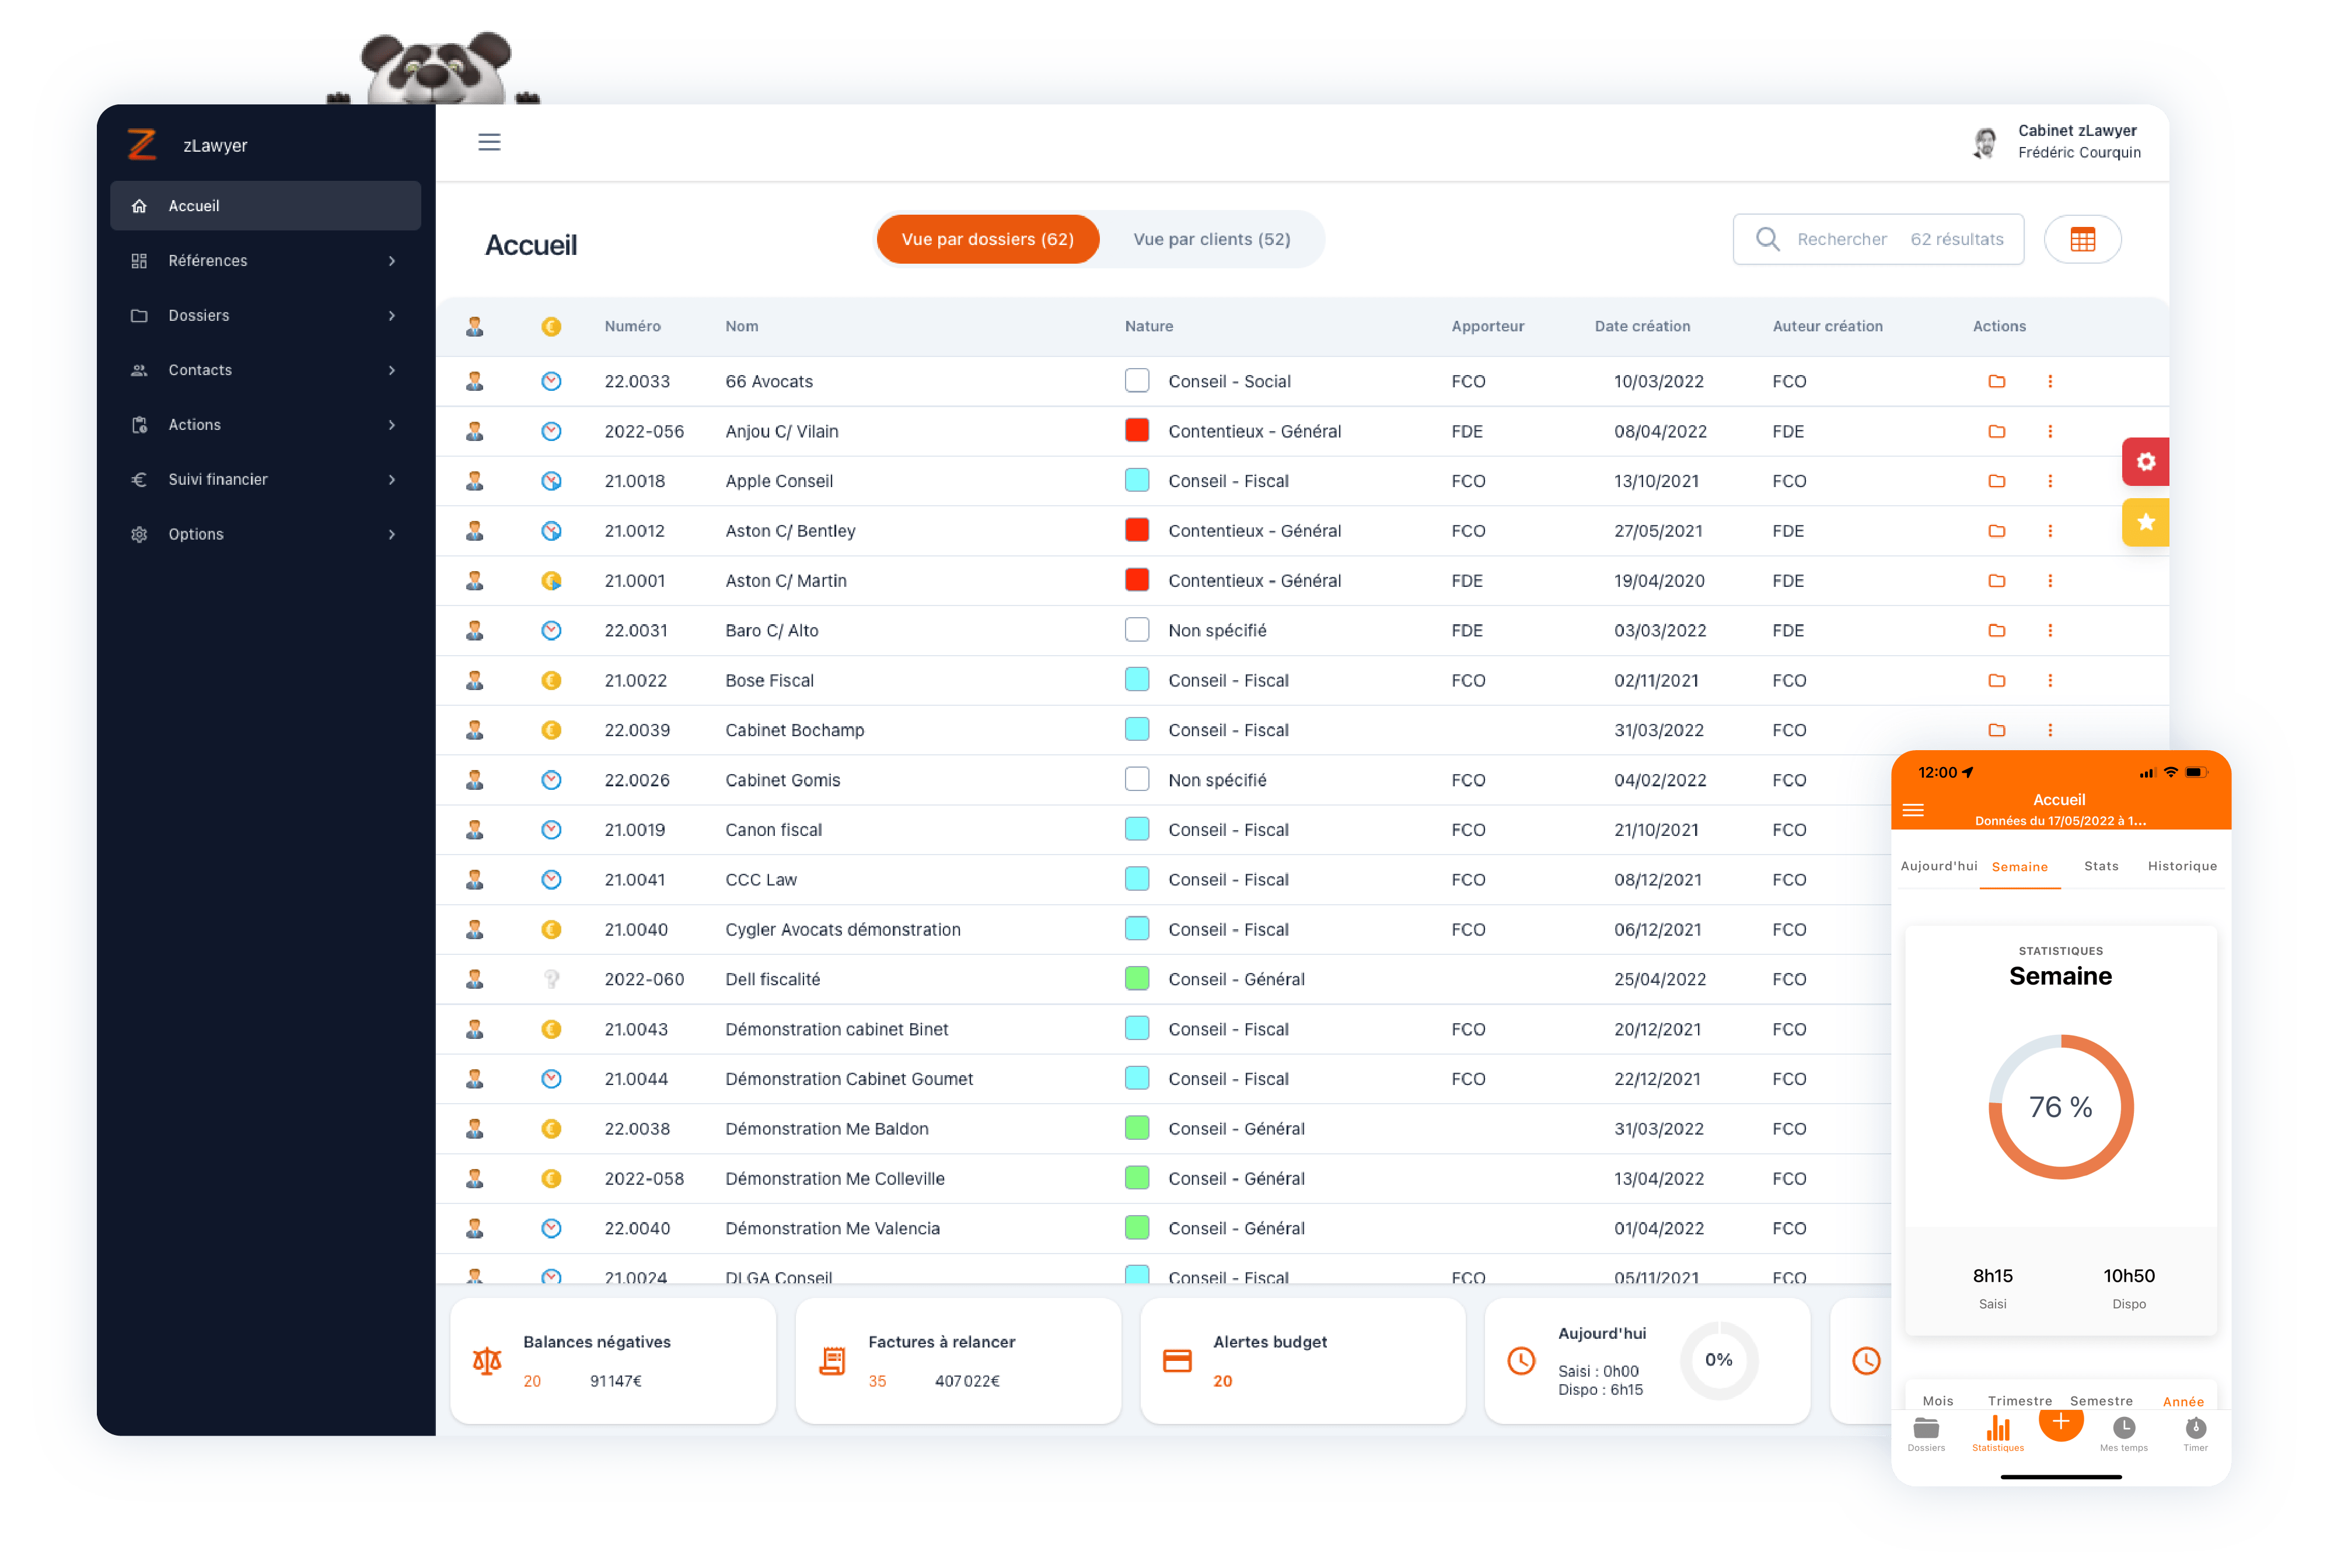 zLawyer
Accueil
Références
Dossiers
Contacts
Actions
Suivi financier
Options
Cabinet zLawyer
Frédéric Courquin
Accueil
Vue par dossiers (62) Vue par clients (52)
Rechercher 62 résultats
Numéro Nom Nature Apporteur Date création Auteur création Actions
22.0033 66 Avocats Conseil - Social FCO 10/03/2022 FCO
2022-056 Anjou C/ Vilain Contentieux - Général FDE 08/04/2022 FDE
21.0018 Apple Conseil Conseil - Fiscal FCO 13/10/2021 FCO
21.0012 Aston C/ Bentley Contentieux - Général FCO 27/05/2021 FDE
21.0001 Aston C/ Martin Contentieux - Général FDE 19/04/2020 FDE
22.0031 Baro C/ Alto Non spécifié FDE 03/03/2022 FDE
21.0022 Bose Fiscal Conseil - Fiscal FCO 02/11/2021 FCO
22.0039 Cabinet Bochamp Conseil - Fiscal 31/03/2022 FCO
22.0026 Cabinet Gomis Non spécifié FCO 04/02/2022 FCO
21.0019 Canon fiscal Conseil - Fiscal FCO 21/10/2021 FCO
21.0041 CCC Law Conseil - Fiscal FCO 08/12/2021 FCO
21.0040 Cygler Avocats démonstration Conseil - Fiscal FCO 06/12/2021 FCO
2022-060 Dell fiscalité Conseil - Général 25/04/2022 FCO
21.0043 Démonstration cabinet Binet Conseil - Fiscal FCO 20/12/2021 FCO
21.0044 Démonstration Cabinet Goumet Conseil - Fiscal FCO 22/12/2021 FCO
22.0038 Démonstration Me Baldon Conseil - Général 31/03/2022 FCO
2022-058 Démonstration Me Colleville Conseil - Général 13/04/2022 FCO
22.0040 Démonstration Me Valencia Conseil - Général 01/04/2022 FCO
21.0024 DLGA Conseil Conseil - Fiscal FCO 05/11/2021 FCO
Balances négatives
20 91 147€
Factures à relancer
35 407 022€
Alertes budget
20
Aujourd'hui
Saisi : 0h00
Dispo : 6h15
0%
12:00
Accueil
Données du 17/05/2022 à 1...
Aujourd'hui Semaine Stats Historique
STATISTIQUES
Semaine
76 %
8h15 10h50
Saisi Dispo
Mois Trimestre Semestre Année
Dossiers Statistiques Mes temps Timer